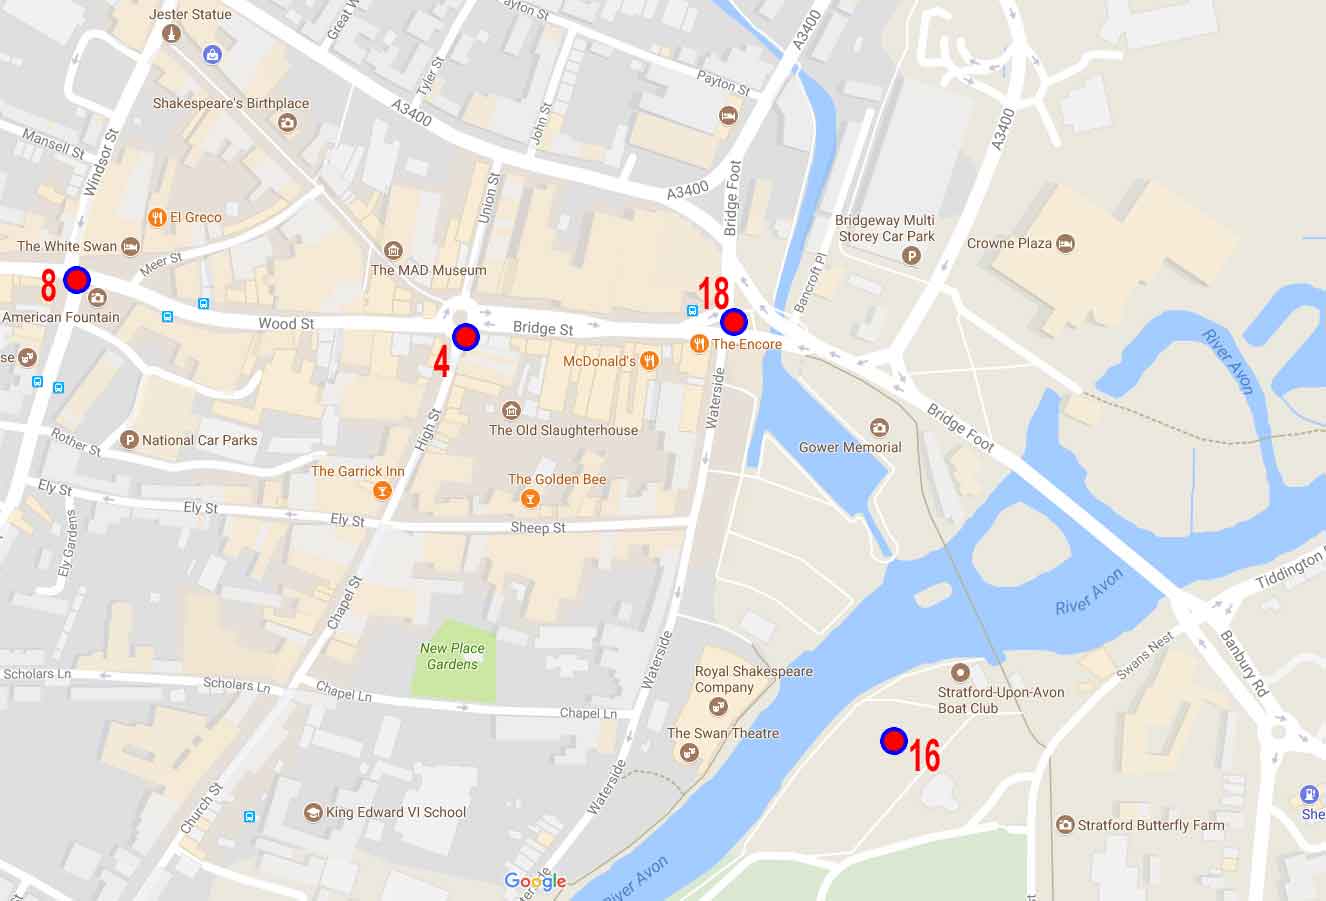 Jester Statue
Great W
Payton St
A3400
Tyler St
Payton St
Shakespeare's Birthplace
A3400
John St
A3400
Mansell St
Windsor St
Union St
A3400
Bridge Foot
El Greco
Bridgeway Multi
Storey Car Park
Crowne Plaza
The White Swan
Meer St
The MAD Museum
Bancroft Pl
8
American Fountain
Wood St
Bridge St
18
The Encore
4
McDonald's
River Avon
se
Waterside
Bridge Foot
High St
The Old Slaughterhouse
Gower Memorial
Rother St
National Car Parks
The Garrick Inn
The Golden Bee
Ely St
Ely St
Ely St
Sheep St
Ely Gardens
Tiddington
River Avon
Chapel St
New Place
Gardens
Waterside
Swans Nest
Banbury Rd
Scholars Ln
Scholars Ln
Chapel Ln
Chapel Ln
Royal Shakespeare
Company
Stratford-Upon-Avon
Boat Club
The Swan Theatre
16
Waterside
Church St
King Edward VI School
Stratford Butterfly Farm
She
Google
terside
River Avon
st